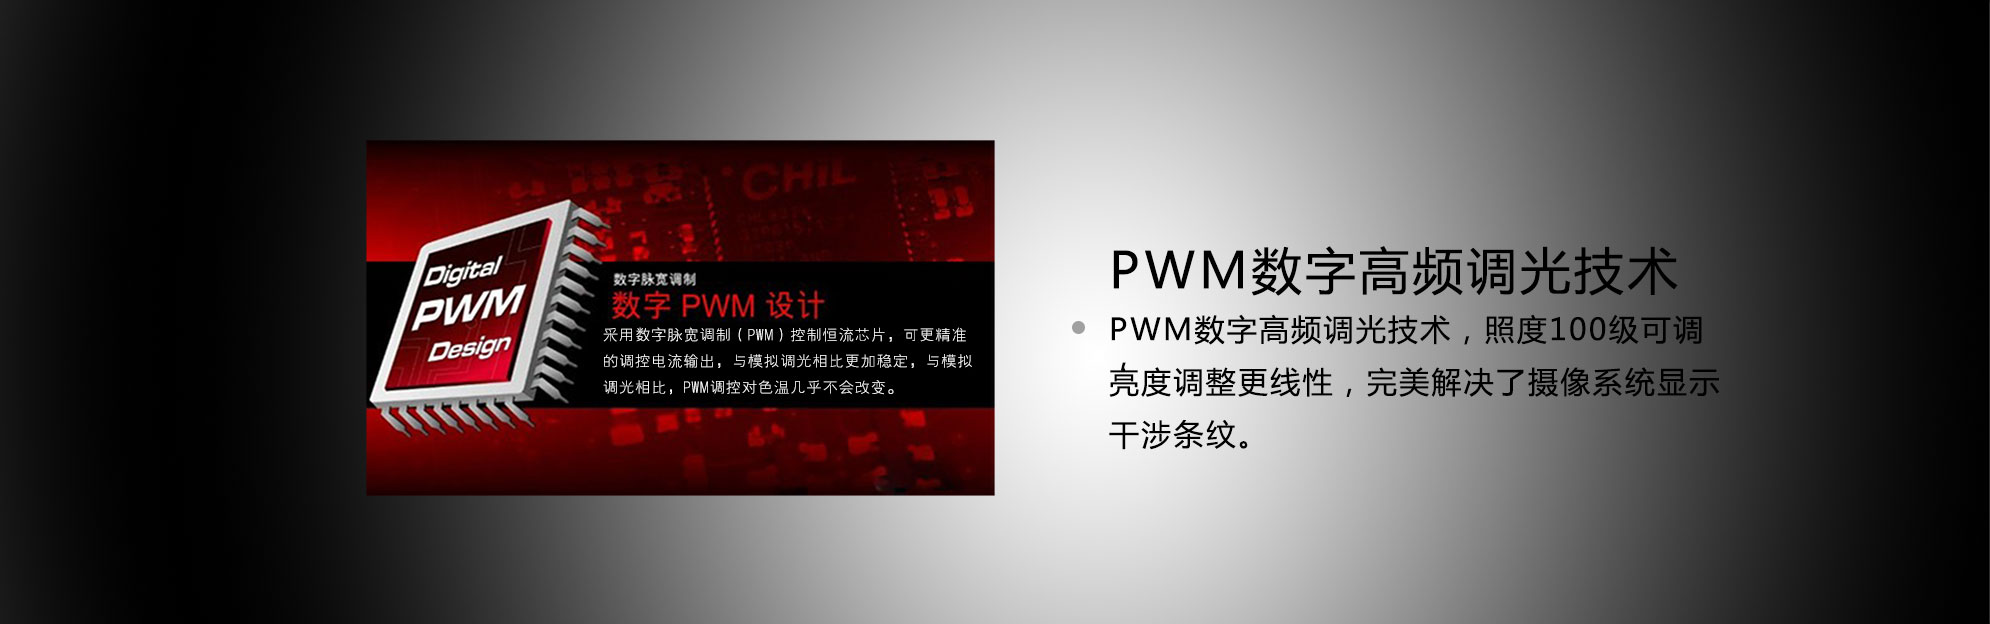 CHiL
Digital
PWM
Design
数字脉宽调制
数字 PWM 设计
采用数字脉宽调制（PWM）控制恒流芯片，可更精准
的调控电流输出，与模拟调光相比更加稳定，与模拟
调光相比，PWM调控对色温几乎不会改变。
PWM数字高频调光技术
PWM数字高频调光技术，照度100级可调
亮度调整更线性，完美解决了摄像系统显示
干涉条纹。